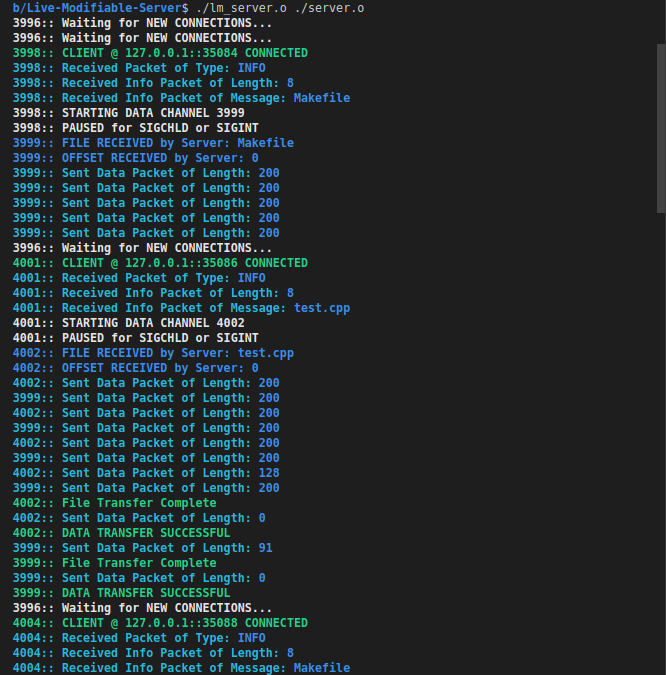 b/Live-Modifiable-Server$ ./lm_server.o ./server.o
3996:: Waiting for NEW CONNECTIONS...
3996:: Waiting for NEW CONNECTIONS...
3998:: CLIENT @ 127.0.0.1::35084 CONNECTED
3998:: Received Packet of Type: INFO
3998:: Received Info Packet of Length: 8
3998:: Received Info Packet of Message: Makefile
3998:: STARTING DATA CHANNEL 3999
3998:: PAUSED for SIGCHLD or SIGINT
3999:: FILE RECEIVED by Server: Makefile
3999:: OFFSET RECEIVED by Server: 0
3999:: Sent Data Packet of Length: 200
3999:: Sent Data Packet of Length: 200
3999:: Sent Data Packet of Length: 200
3999:: Sent Data Packet of Length: 200
3999:: Sent Data Packet of Length: 200
3996:: Waiting for NEW CONNECTIONS...
4001:: CLIENT @ 127.0.0.1::35086 CONNECTED
4001:: Received Packet of Type: INFO
4001:: Received Info Packet of Length: 8
4001:: Received Info Packet of Message: test.cpp
4001:: STARTING DATA CHANNEL 4002
4001:: PAUSED for SIGCHLD or SIGINT
4002:: FILE RECEIVED by Server: test.cpp
4002:: OFFSET RECEIVED by Server: 0
4002:: Sent Data Packet of Length: 200
3999:: Sent Data Packet of Length: 200
4002:: Sent Data Packet of Length: 200
3999:: Sent Data Packet of Length: 200
4002:: Sent Data Packet of Length: 200
3999:: Sent Data Packet of Length: 200
4002:: Sent Data Packet of Length: 128
3999:: Sent Data Packet of Length: 200
4002:: File Transfer Complete
4002:: Sent Data Packet of Length: 0
4002:: DATA TRANSFER SUCCESSFUL
3999:: Sent Data Packet of Length: 91
3999:: File Transfer Complete
3999:: Sent Data Packet of Length: 0
3999:: DATA TRANSFER SUCCESSFUL
3996:: Waiting for NEW CONNECTIONS...
4004:: CLIENT @ 127.0.0.1::35088 CONNECTED
4004:: Received Packet of Type: INFO
4004:: Received Info Packet of Length: 8
4004:: Received Info Packet of Message: Makefile